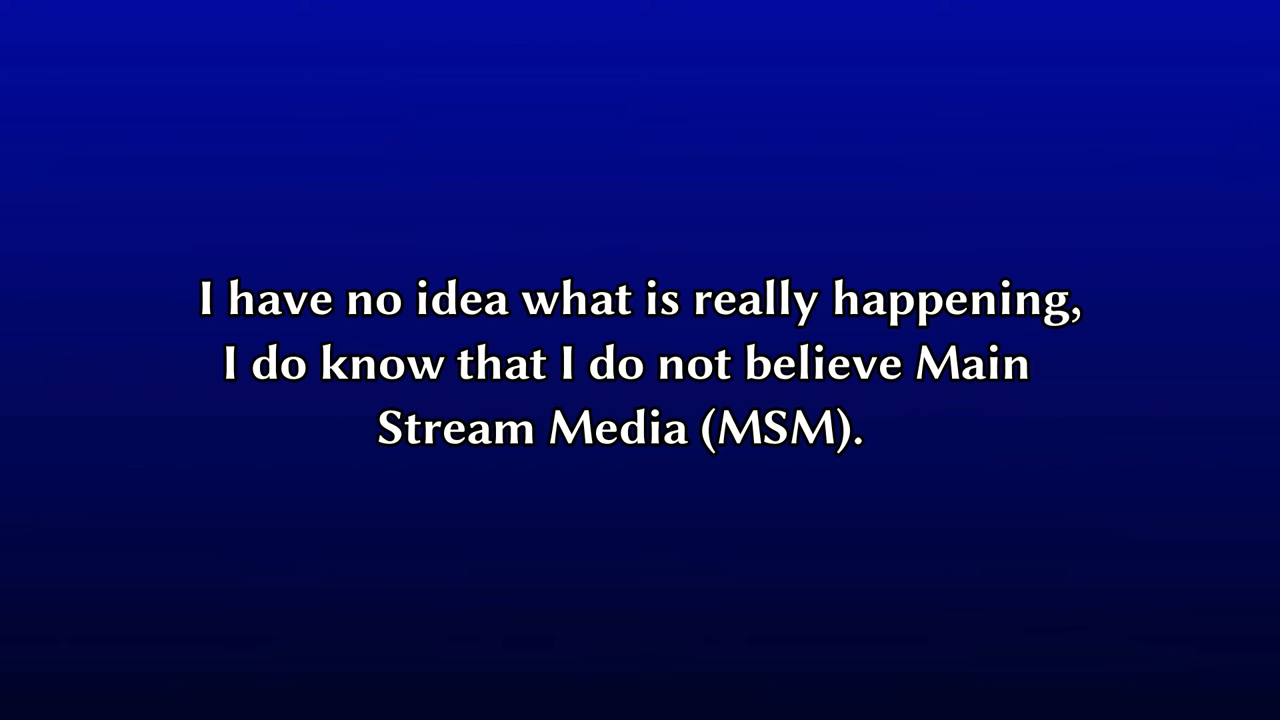 I have no idea what is really happening,
I do know that I do not believe Main
Stream Media (MSM).